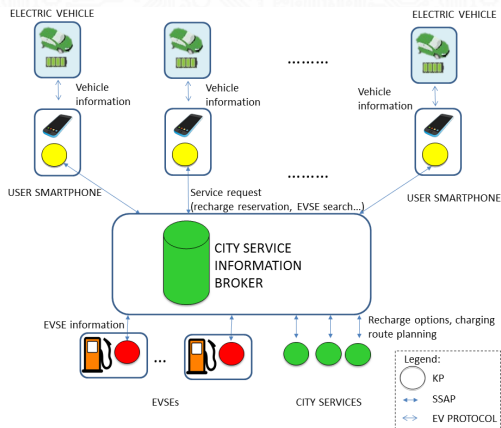 ELECTRIC VEHICLE
ELECTRIC VEHICLE
.........
Vehicle
information
Vehicle
information
Vehicle
information
USER SMARTPHONE
USER SMARTPHONE
.........
Service request
(recharge reservation, EVSE search...)
CITY SERVICE
INFORMATION
BROKER
EVSE information
Recharge options, charging
route planning
...
EVSEs
CITY SERVICES
Legend:
KP
SSAP
EV PROTOCOL